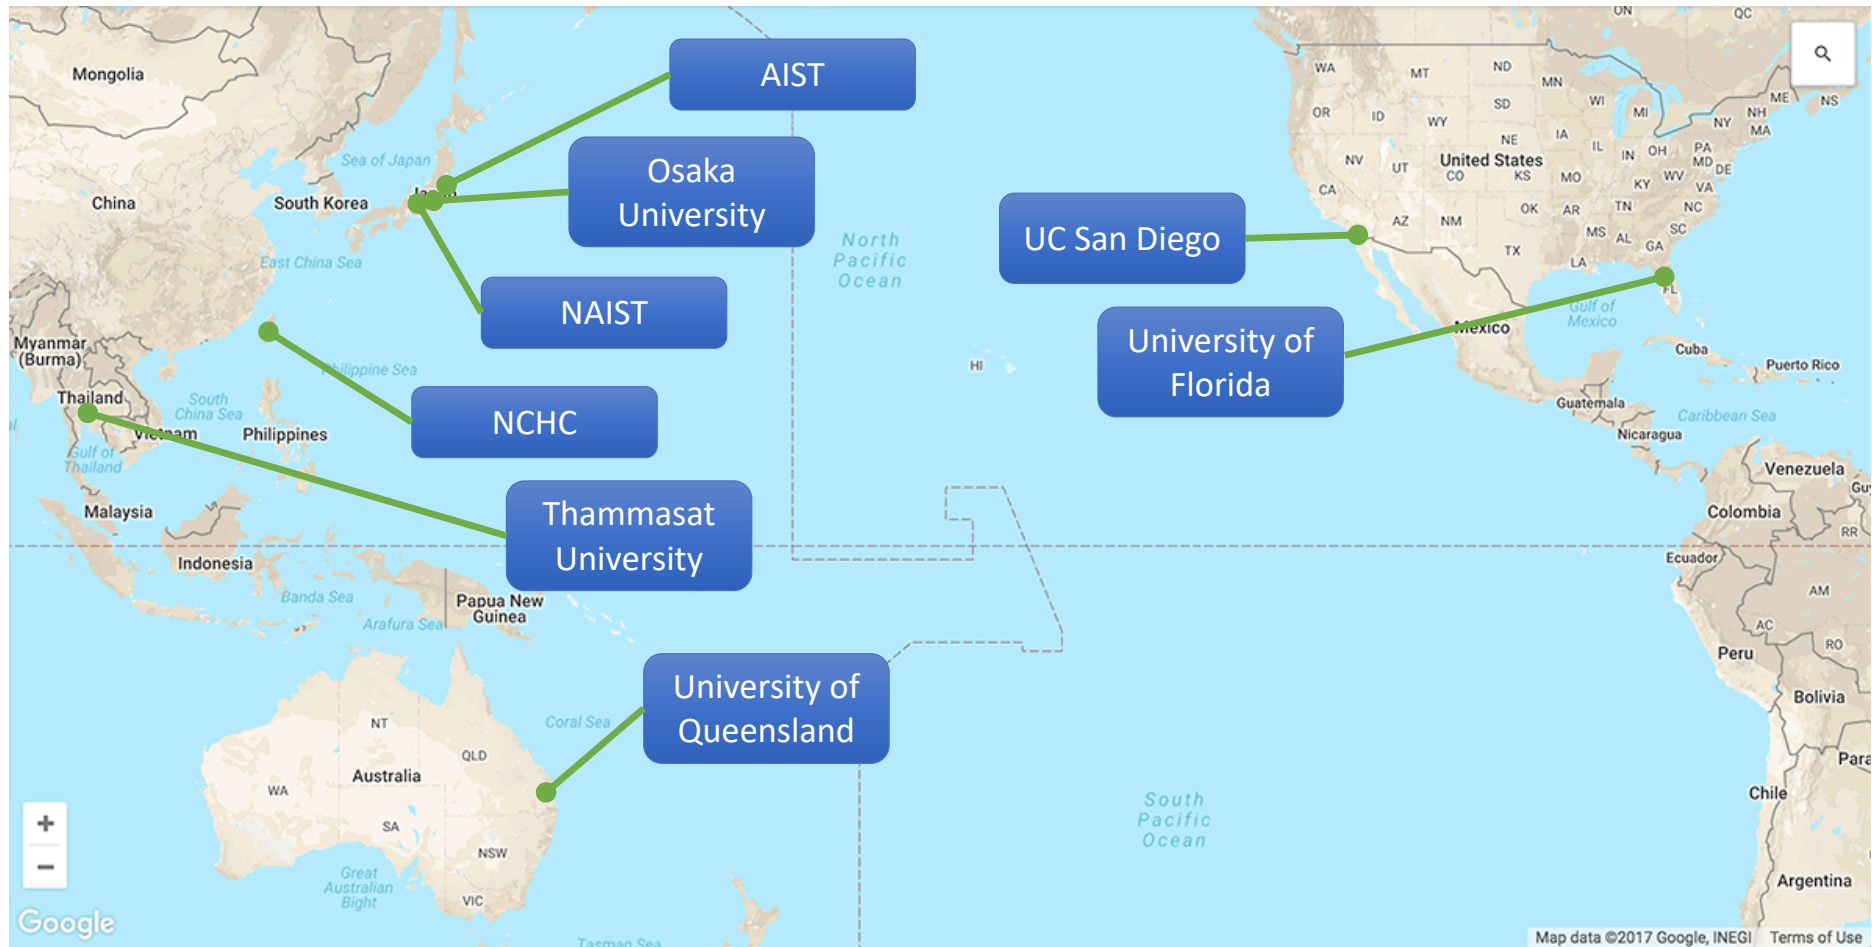 AIST
Osaka
University
NAIST
NCHC
Thammasat
University
University of
Queensland
UC San Diego
University of
Florida
Mongolia
China
South Korea
Sea of Japan
East China Sea
Myanmar
(Burma)
Thailand
Vietnam
Gulf of
Thailand
South
China Sea
Philippine Sea
Philippines
Malaysia
Indonesia
Banda Sea
Arafura Sea
Papua New
Guinea
Coral Sea
Australia
NT
QLD
WA
SA
NSW
VIC
Great
Australian
Bight
Tasman Sea
North
Pacific
Ocean
HI
South
Pacific
Ocean
ON
QC
WA
MT
ND
MN
OR
ID
WY
SD
WI
MI
ME
NS
NY
NH
MA
NV
UT
United States
CO
NE
KS
IA
IL
IN
OH
PA
MD
DE
MO
KY
WV
VA
CA
AZ
NM
OK
AR
TN
NC
SC
MS
AL
GA
TX
LA
FL
Gulf of
Mexico
Mexico
Cuba
Puerto Rico
Guatemala
Caribbean Sea
Nicaragua
Venezuela
Colombia
RR
Ecuador
AM
AC
RO
Peru
Bolivia
Chile
Argentina
+
−
Google
Map data ©2017 Google, INEGI
Terms of Use